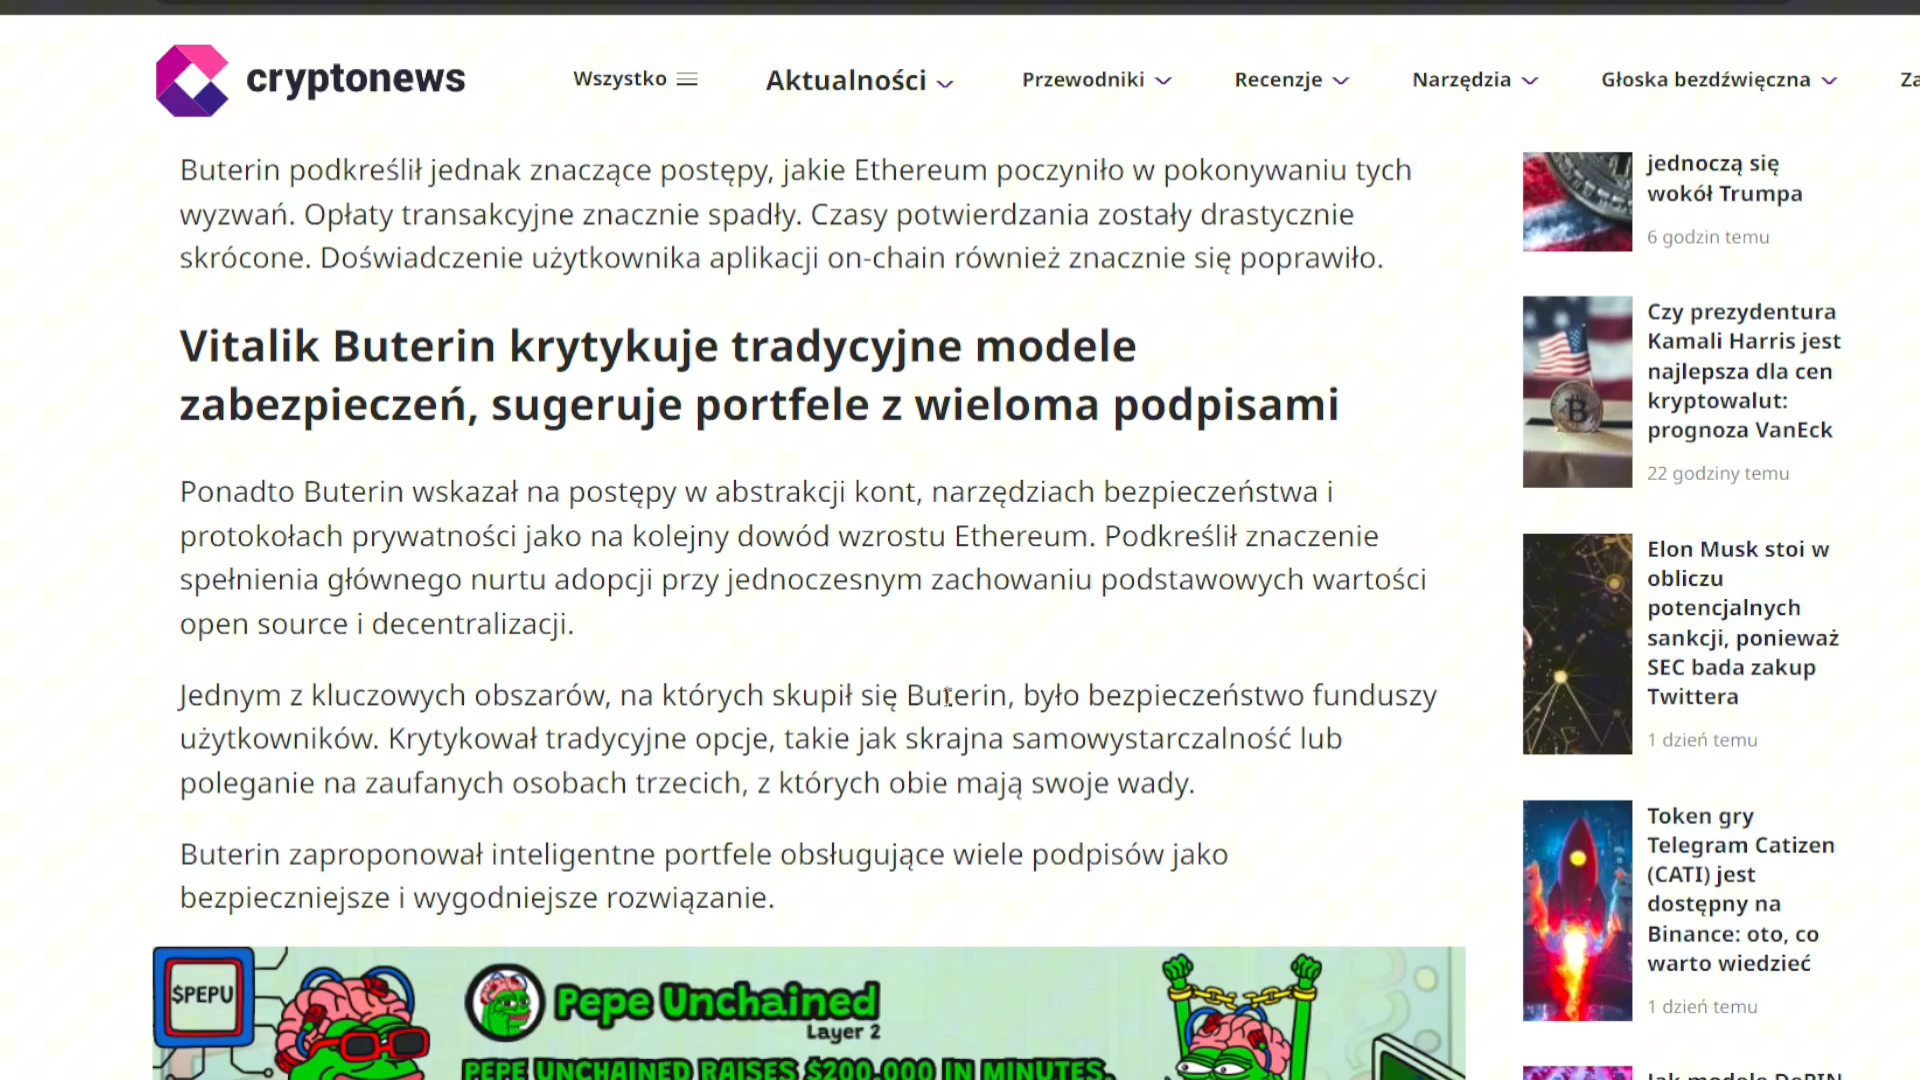 cryptonews
Wszystko
Aktualności
Przewodniki
Recenzje
Narzędzia
Głoska bezdźwięczna
Buterin podkreślił jednak znaczące postępy, jakie Ethereum poczyniło w pokonywaniu tych
wyzwań. Opłaty transakcyjne znacznie spadły. Czasy potwierdzania zostały drastycznie
skrócone. Doświadczenie użytkownika aplikacji on-chain również znacznie się poprawiło.
Vitalik Buterin krytykuje tradycyjne modele
zabezpieczeń, sugeruje portfele z wieloma podpisami
Ponadto Buterin wskazał na postępy w abstrakcji kont, narzędziach bezpieczeństwa i
protokołach prywatności jako na kolejny dowód wzrostu Ethereum. Podkreślił znaczenie
spełnienia głównego nurtu adopcji przy jednoczesnym zachowaniu podstawowych wartości
open source i decentralizacji.
Jednym z kluczowych obszarów, na których skupił się Buterin, było bezpieczeństwo funduszy
użytkowników. Krytykował tradycyjne opcje, takie jak skrajna samowystarczalność lub
poleganie na zaufanych osobach trzecich, z których obie mają swoje wady.
Buterin zaproponował inteligentne portfele obsługujące wiele podpisów jako
bezpieczniejsze i wygodniejsze rozwiązanie.
$PEPU
Pepe Unchained
Layer 2
PEPE UNCHAINED RAISES $200,000 IN MINUTES.
jednoczą się
wokół Trumpa
6 godzin temu
Czy prezydentura
Kamali Harris jest
najlepsza dla cen
kryptowalut:
prognoza VanEck
22 godziny temu
Elon Musk stoi w
obliczu
potencjalnych
sankcji, ponieważ
SEC bada zakup
Twittera
1 dzień temu
Token gry
Telegram Catizen
(CATI) jest
dostępny na
Binance: oto, co
warto wiedzieć
1 dzień temu
Jak modele DePIN